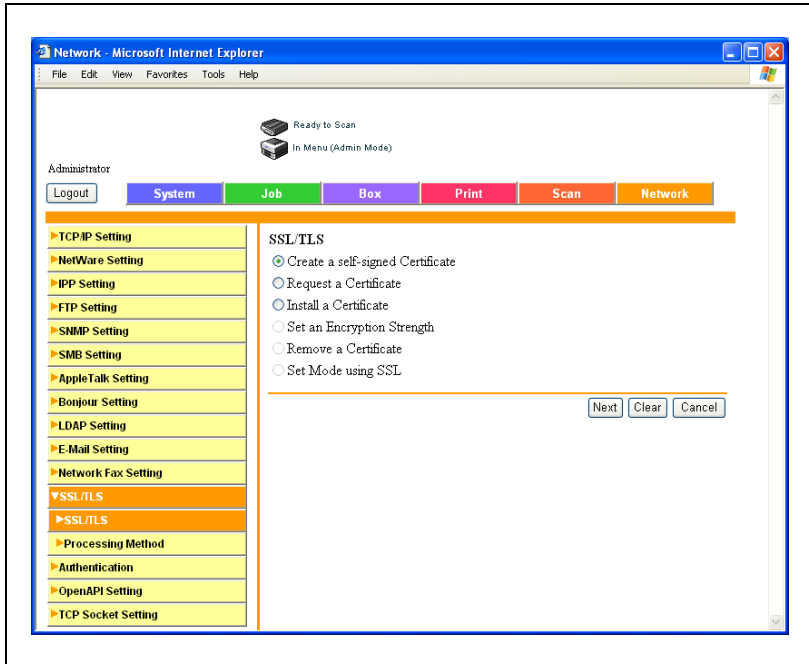 Network - Microsoft Internet Explorer
File Edit View Favorites Tools Help
Ready to Scan
In Menu (Admin Mode)
Administrator
Logout System Job Box Print Scan Network
TCP/IP Setting
NetWare Setting
IPP Setting
FTP Setting
SNMP Setting
SMB Setting
AppleTalk Setting
Bonjour Setting
LDAP Setting
E-Mail Setting
Network Fax Setting
SSL/TLS
SSL/TLS
Processing Method
Authentication
OpenAPI Setting
TCP Socket Setting
SSL/TLS
Create a self-signed Certificate
Request a Certificate
Install a Certificate
Set an Encryption Strength
Remove a Certificate
Set Mode using SSL
Next Clear Cancel